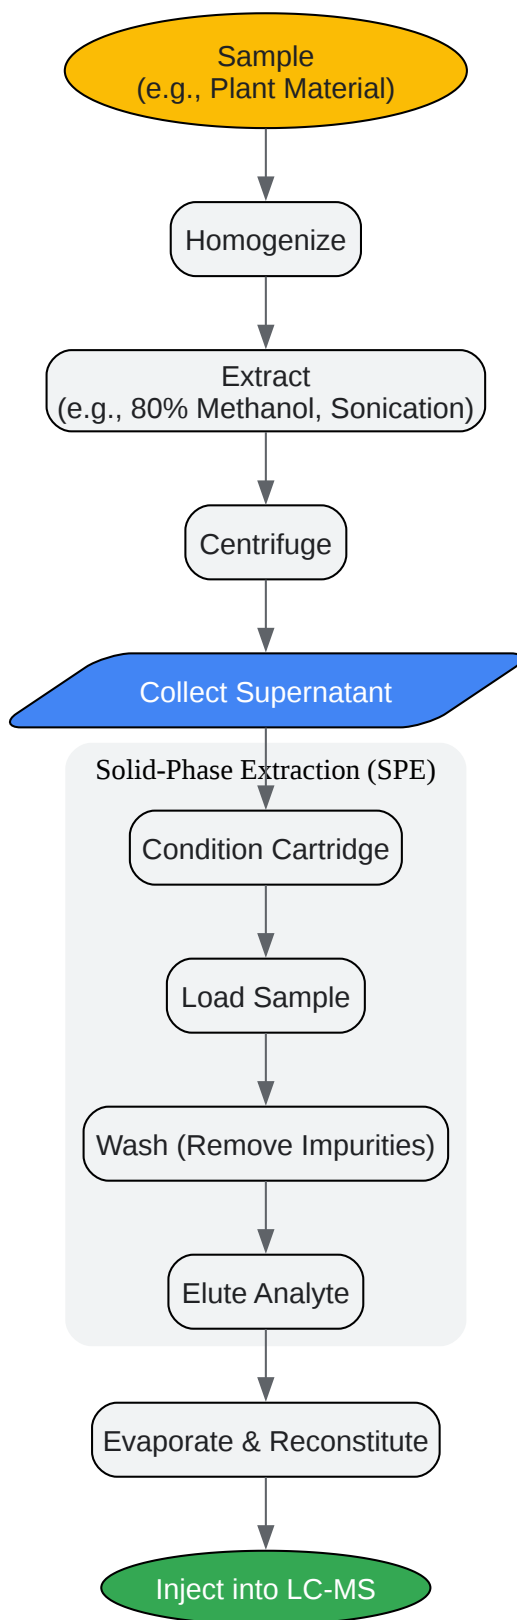 Sample
(e.g., Plant Material)
Homogenize
Extract
(e.g., 80% Methanol, Sonication)
Centrifuge
Collect Supernatant
Solid-Phase Extraction (SPE)
Condition Cartridge
Load Sample
Wash (Remove Impurities)
Elute Analyte
Evaporate & Reconstitute
Inject into LC-MS